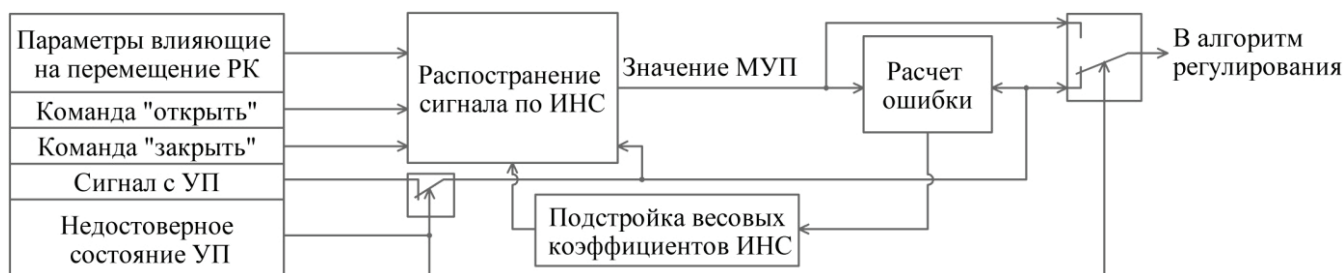 Параметры влияющие
на перемещение РК
Команда "открыть"
Команда "закрыть"
Сигнал с УП
Недостоверное
состояние УП
Распостранение
сигнала по ИНС
Значение МУП
Расчет
ошибки
Подстройка весовых
коэффициентов ИНС
В алгоритм
регулирования